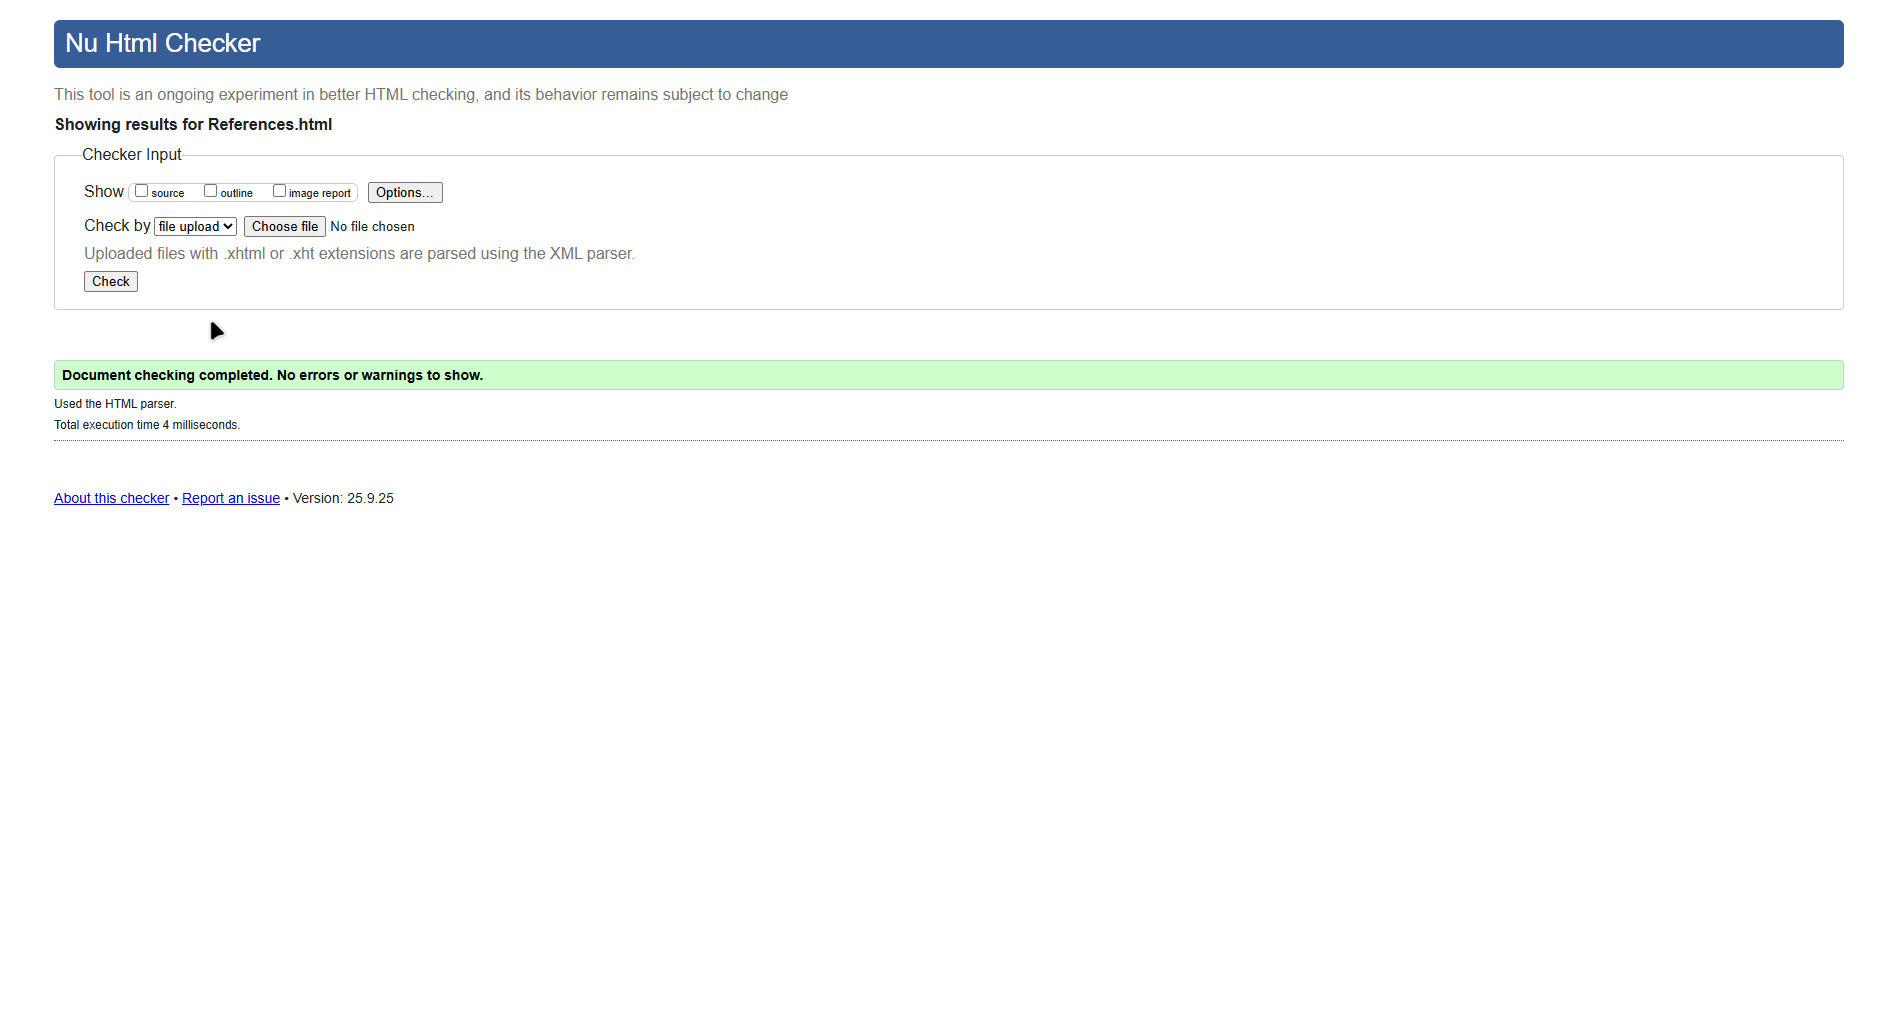 Nu Html Checker
This tool is an ongoing experiment in better HTML checking, and its behavior remains subject to change
Showing results for References.html
Checker Input
Show source outline image report Options...
Check by file upload Choose file No file chosen
Uploaded files with .xhtml or .xht extensions are parsed using the XML parser.
Check
Document checking completed. No errors or warnings to show.
Used the HTML parser.
Total execution time 4 milliseconds.
About this checker • Report an issue • Version: 25.9.25